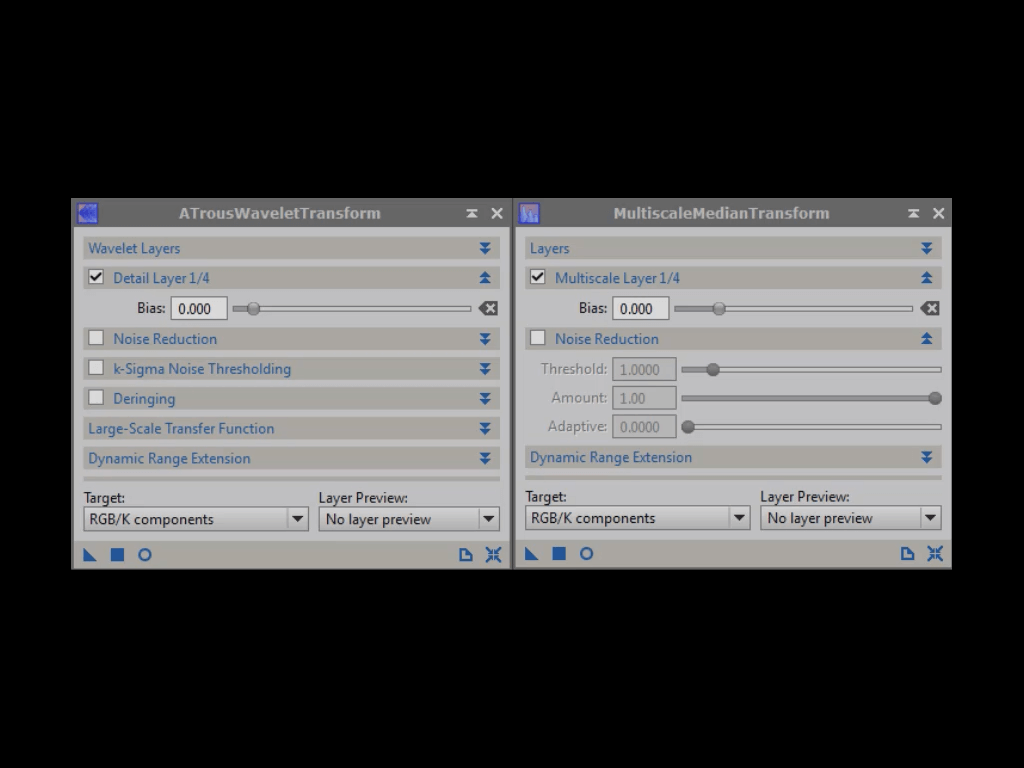 ATrousWaveletTransform
Wavelet Layers
Detail Layer 1/4
Bias: 0.000
Noise Reduction
k-Sigma Noise Thresholding
Deringing
Large-Scale Transfer Function
Dynamic Range Extension
Target: Layer Preview:
RGB/K components No layer preview
MultiscaleMedianTransform
Layers
Multiscale Layer 1/4
Bias: 0.000
Noise Reduction
Threshold: 1.0000
Amount: 1.00
Adaptive: 0.0000
Dynamic Range Extension
Target: Layer Preview:
RGB/K components No layer preview